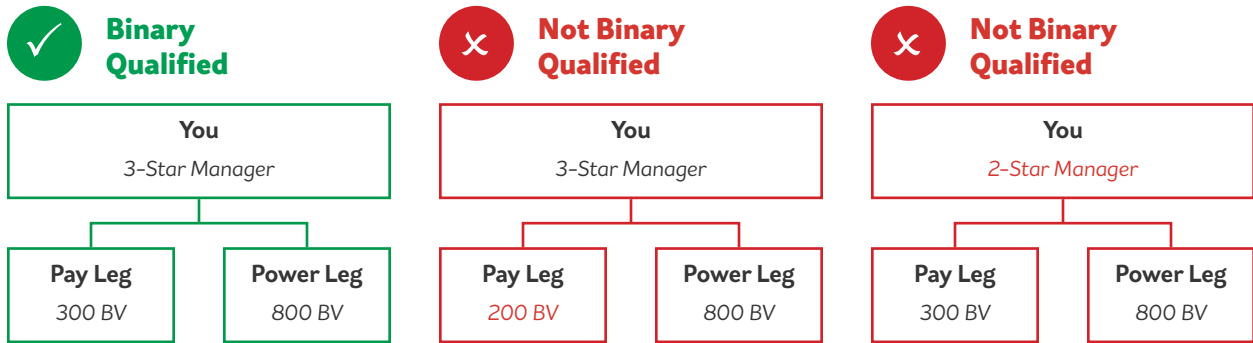 Binary
Qualified
You
3-Star Manager
Pay Leg
300 BV
Power Leg
800 BV
Not Binary
Qualified
You
3-Star Manager
Pay Leg
200 BV
Power Leg
800 BV
Not Binary
Qualified
You
2-Star Manager
Pay Leg
300 BV
Power Leg
800 BV